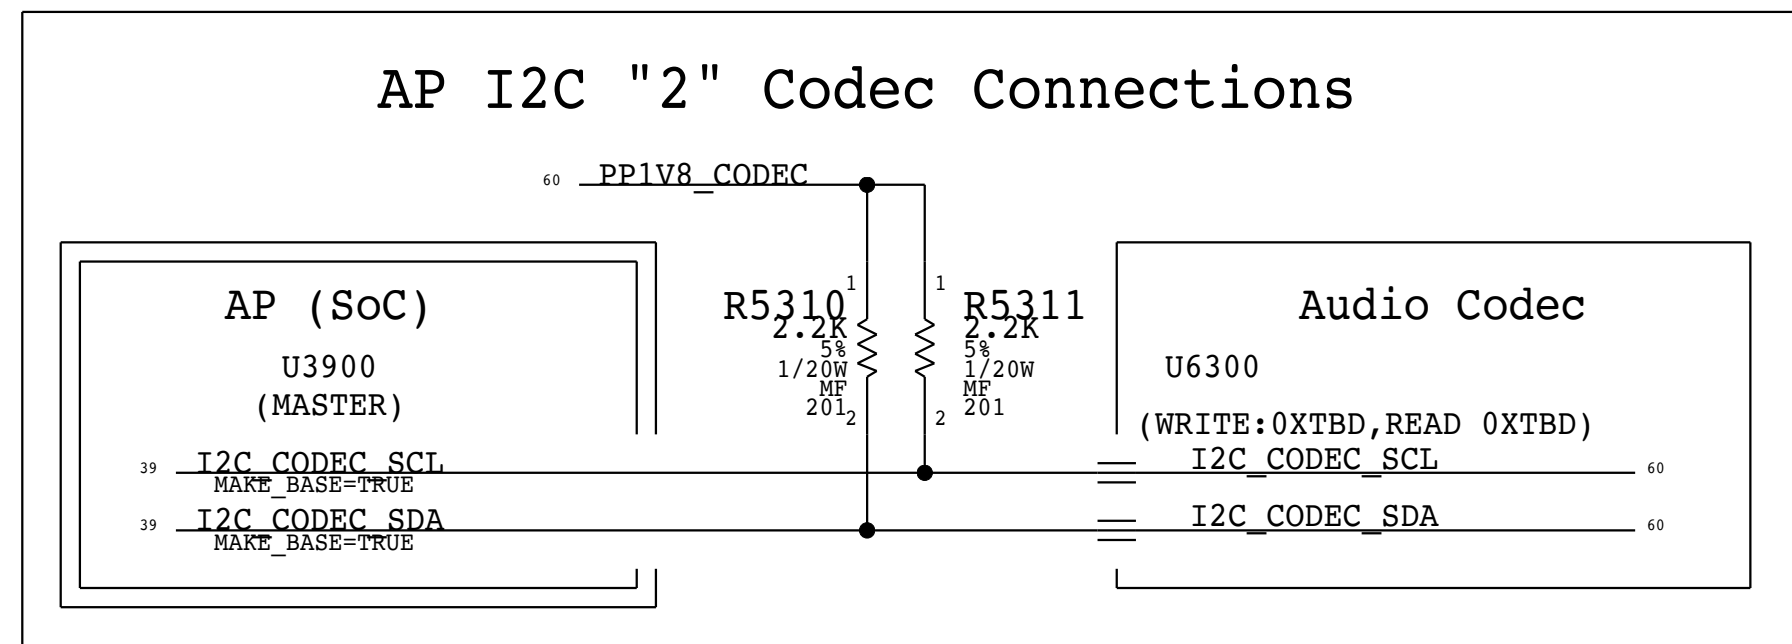 AP I2C "2" Codec Connections
60 PP1V8_CODEC
AP (SoC)
U3900
(MASTER)
39 I2C_CODEC_SCL
MAKE_BASE=TRUE
39 I2C_CODEC_SDA
MAKE_BASE=TRUE
1
R5310
2.2K
5%
1/20W
MF
201
2
1
R5311
2.2K
5%
1/20W
MF
201
2
Audio Codec
U6300
(WRITE:0XTBD,READ 0XTBD)
I2C_CODEC_SCL 60
I2C_CODEC_SDA 60